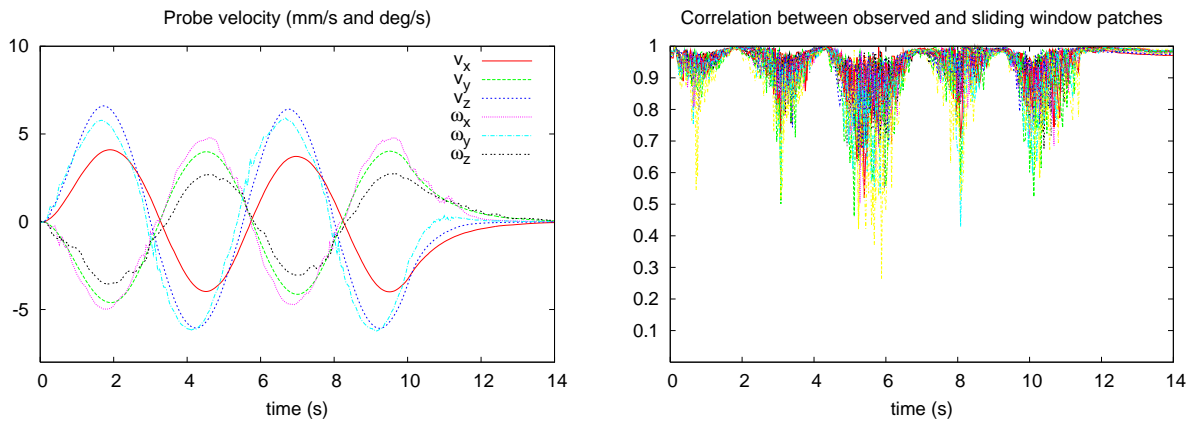 Probe velocity (mm/s and deg/s)
10
5
0
-5
0 2 4 6 8 10 12 14
time (s)
v_x
v_y
v_z
ω_x
ω_y
ω_z
Correlation between observed and sliding window patches
1
0.9
0.8
0.7
0.6
0.5
0.4
0.3
0.2
0.1
0 2 4 6 8 10 12 14
time (s)